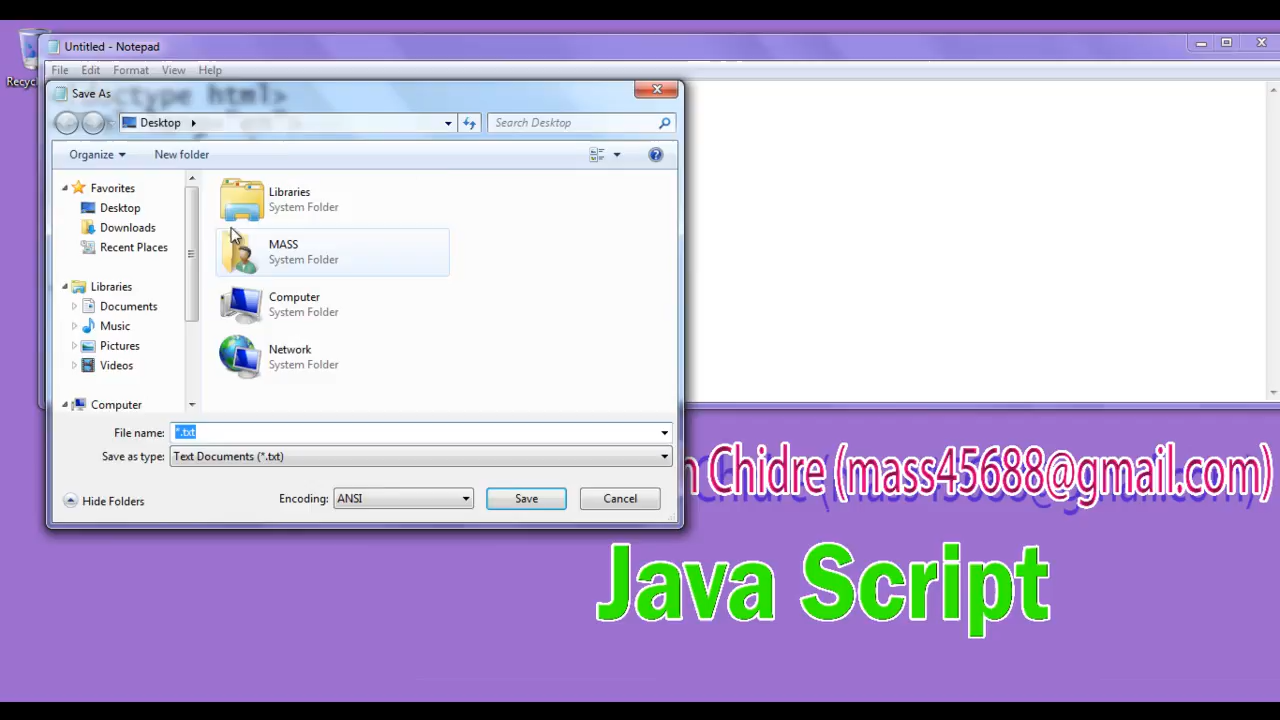 Untitled - Notepad
File Edit Format View Help
Save As
ctype html>
Desktop
Search Desktop
Organize
New folder
Favorites
Desktop
Downloads
Recent Places
Libraries
Documents
Music
Pictures
Videos
Computer
Libraries
System Folder
MASS
System Folder
Computer
System Folder
Network
System Folder
File name: *.txt
Save as type: Text Documents (*.txt)
Hide Folders
Encoding: ANSI
Save
Cancel
Chidre (mass45688@gmail.com)
Java Script